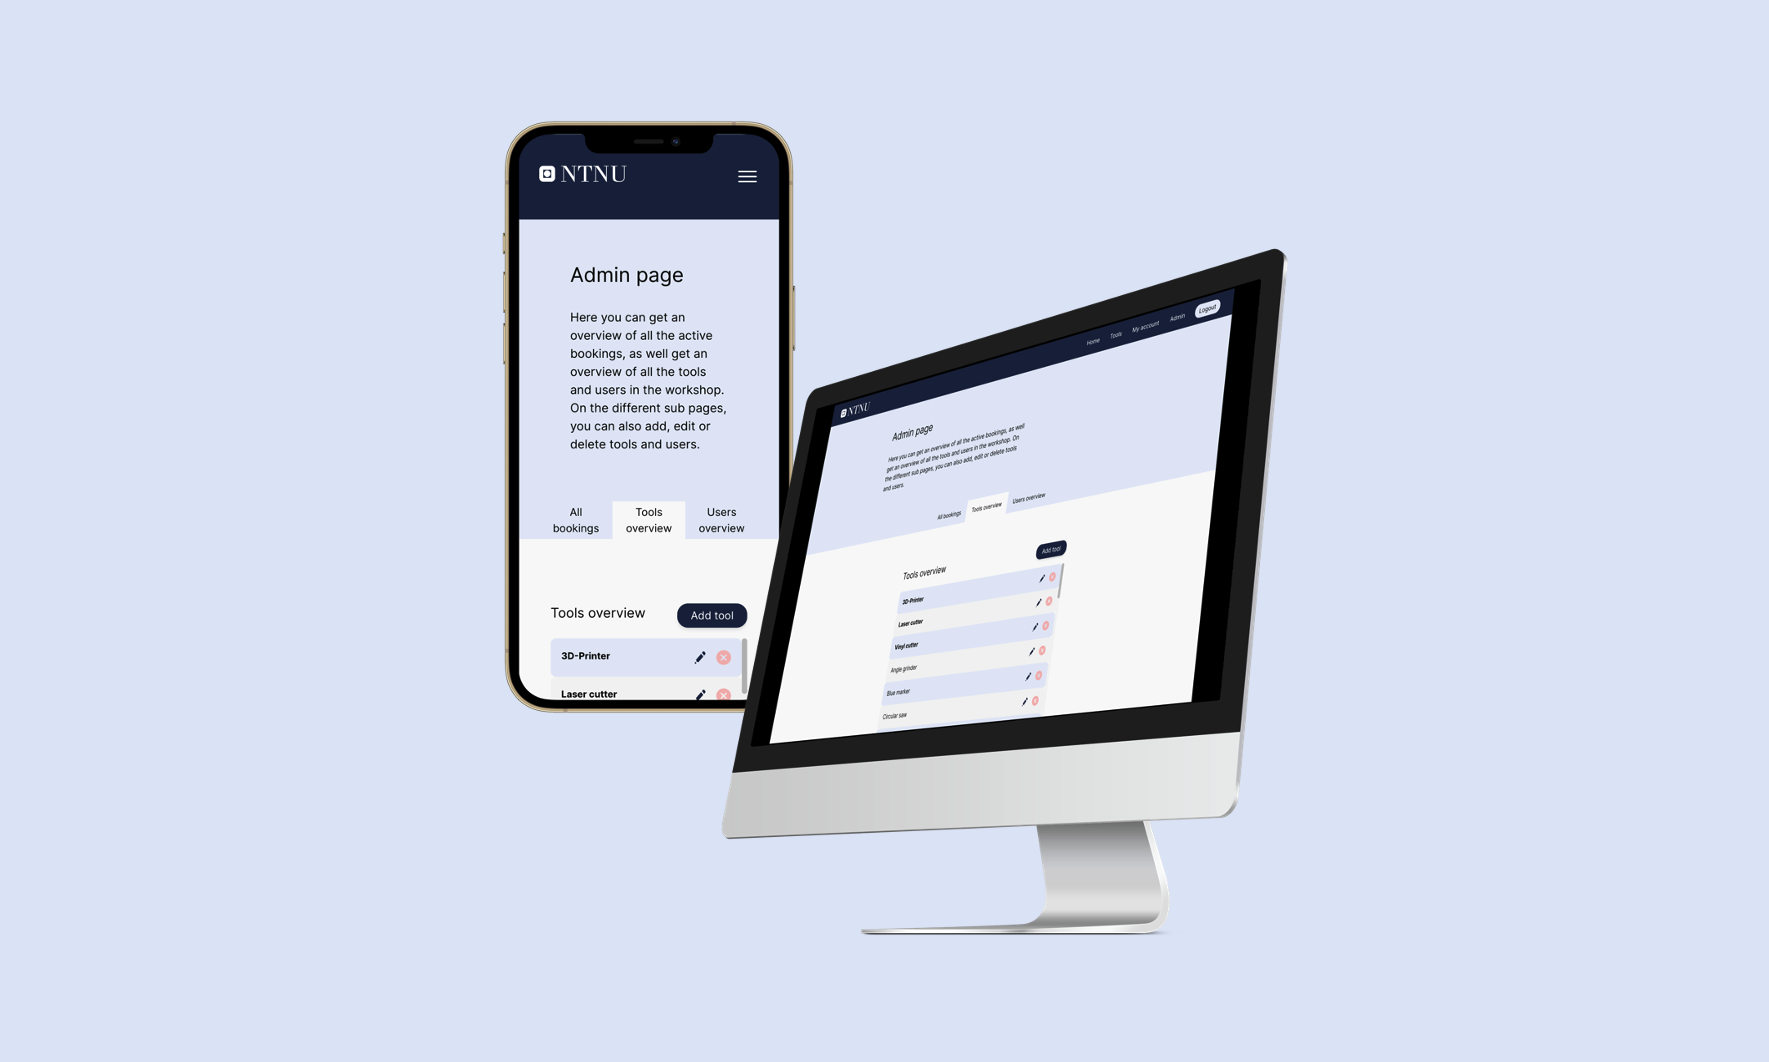 NTNU
Admin page
Here you can get an
overview of all the active
bookings, as well get an
overview of all the tools
and users in the workshop.
On the different sub pages,
you can also add, edit or
delete tools and users.
All
bookings
Tools
overview
Users
overview
Tools overview
Add tool
3D-Printer
Laser cutter
NTNU
Home
Tools
My account
Admin
Logout
Admin page
Here you can get an overview of all the active bookings, as well
get an overview of all the tools and users in the workshop. On
the different sub pages, you can also add, edit or delete tools
and users.
All bookings
Tools overview
Users overview
Add tool
Tools overview
3D-Printer
Laser cutter
Vinyl cutter
Angle grinder
Blue marker
Circular saw